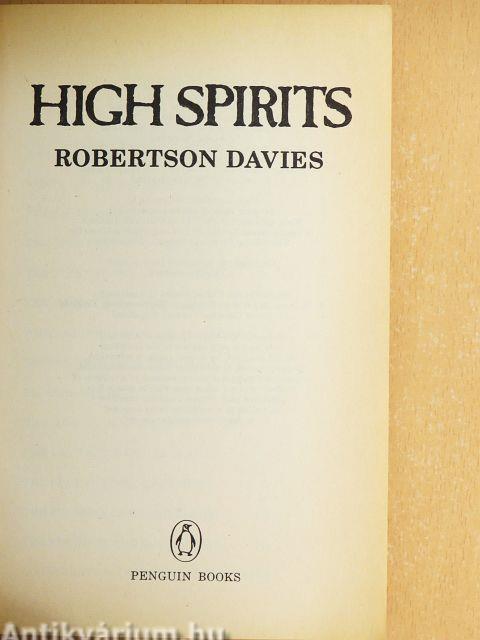 HIGH SPIRITS
ROBERTSON DAVIES
PENGUIN BOOKS
Antikvárium.hu